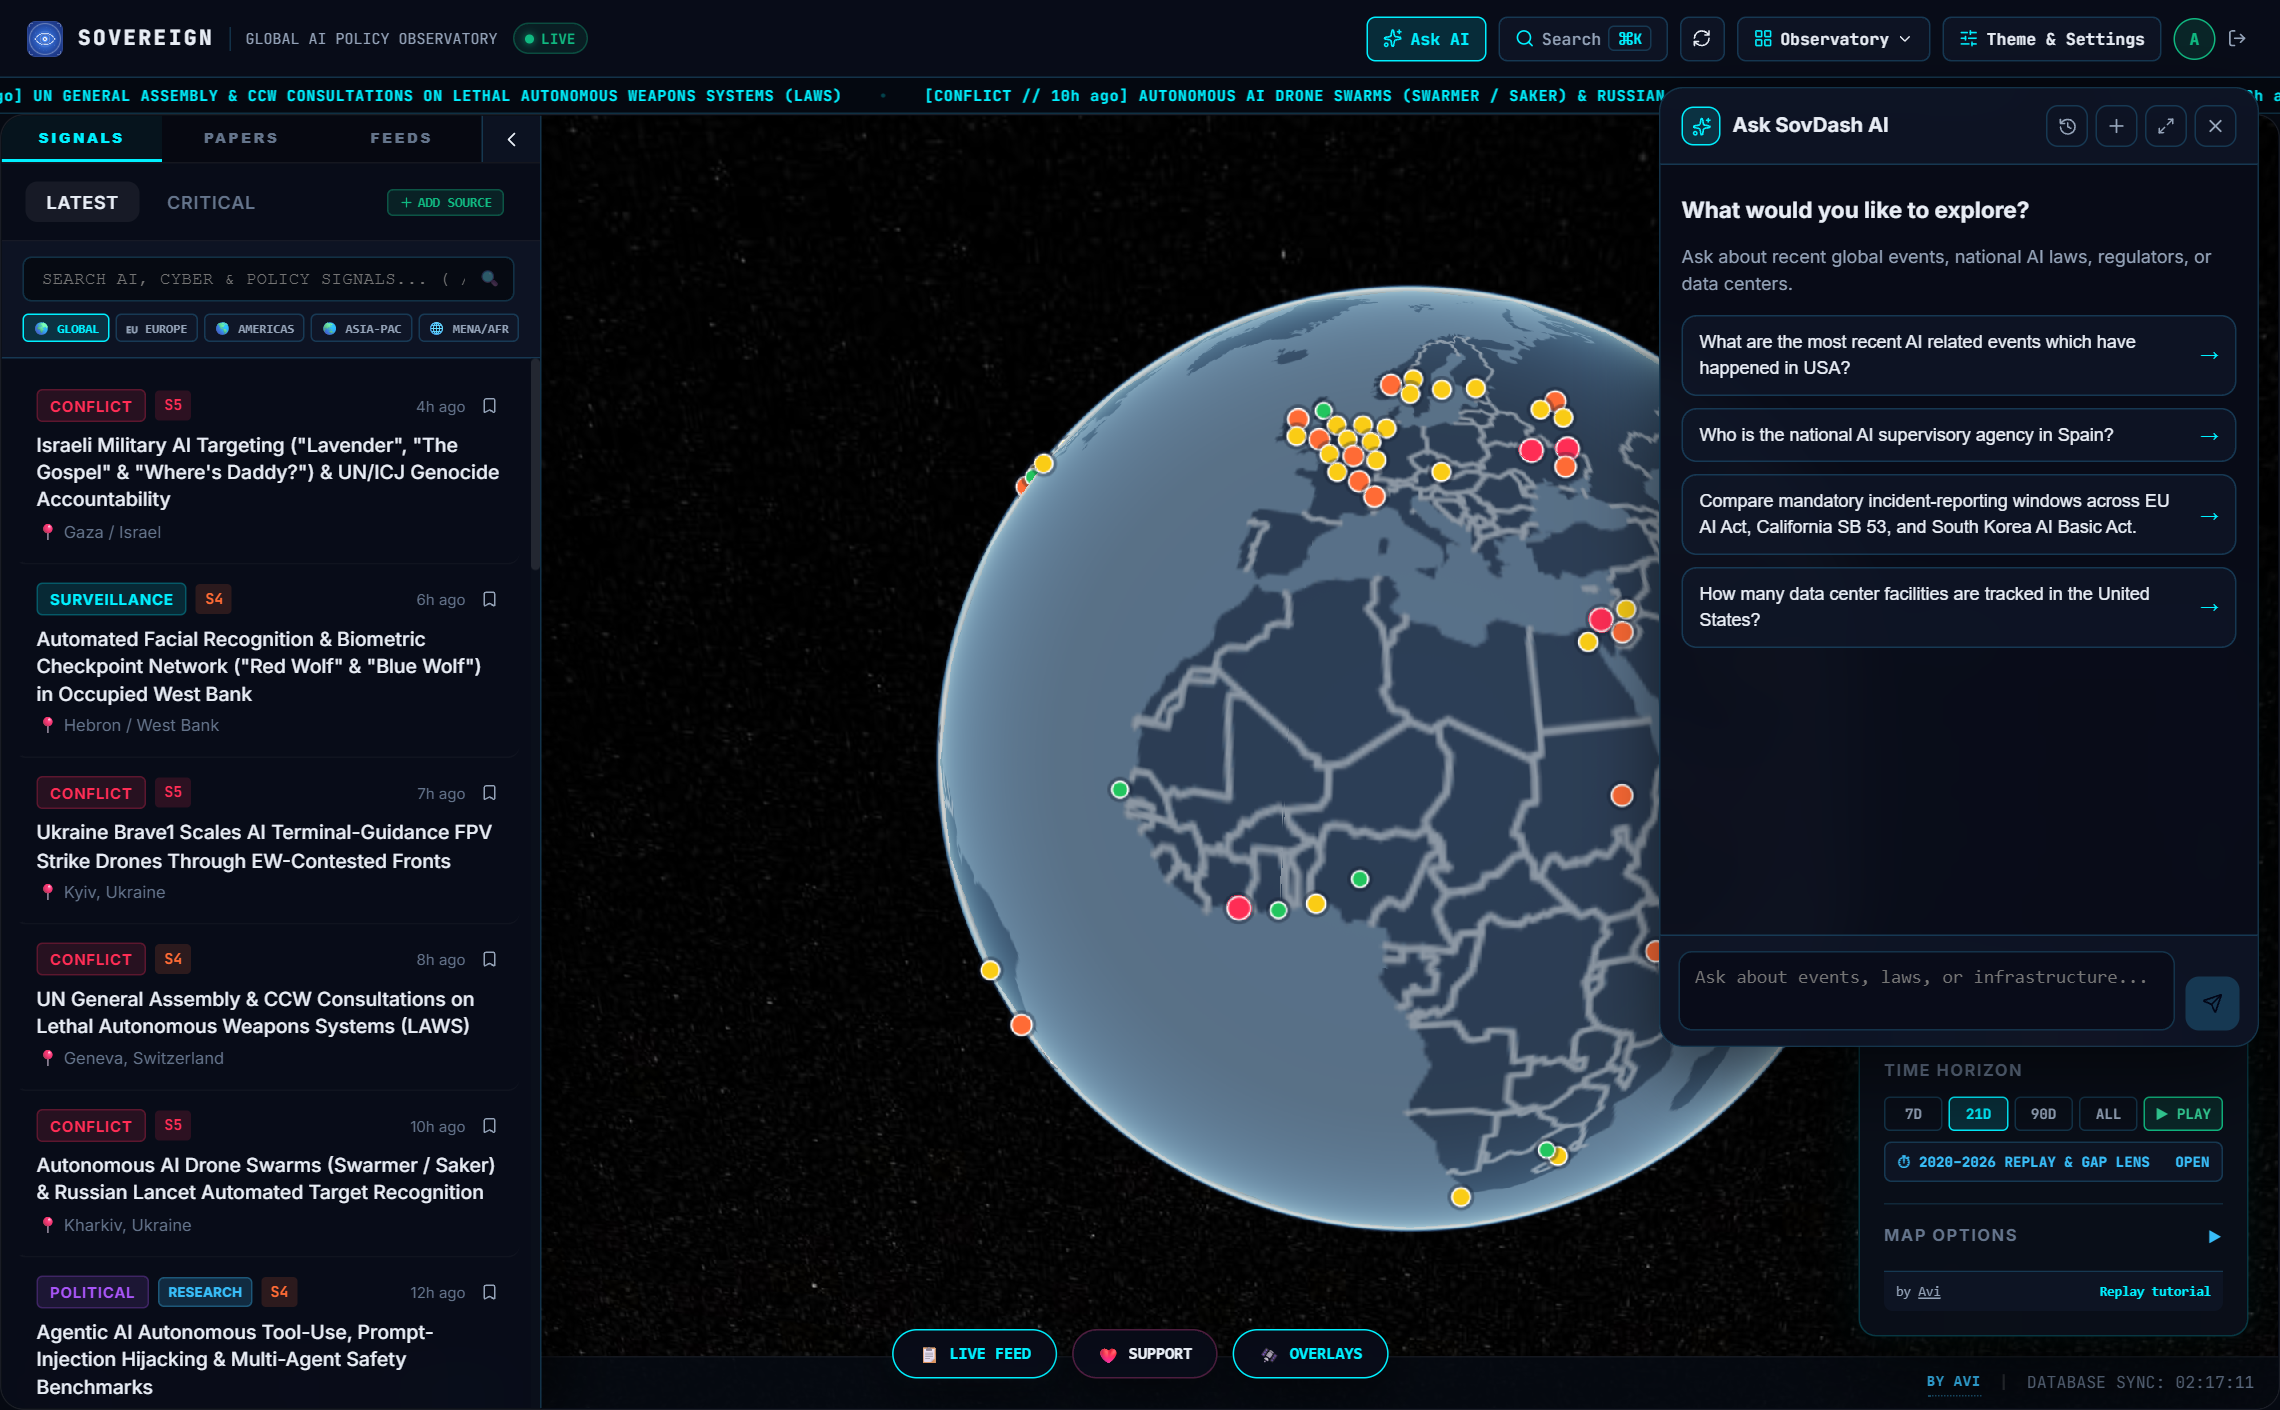 SOVEREIGN
GLOBAL AI POLICY OBSERVATORY
LIVE
Ask AI
Search ⌘K
Observatory
Theme & Settings
A
go] UN GENERAL ASSEMBLY & CCW CONSULTATIONS ON LETHAL AUTONOMOUS WEAPONS SYSTEMS (LAWS)
[CONFLICT // 10h ago] AUTONOMOUS AI DRONE SWARMS (SWARMER / SAKER) & RUSSIAN
SIGNALS
PAPERS
FEEDS
LATEST
CRITICAL
+ ADD SOURCE
SEARCH AI, CYBER & POLICY SIGNALS... ( /
GLOBAL
EU EUROPE
AMERICAS
ASIA-PAC
MENA/AFR
CONFLICT S5 4h ago
Israeli Military AI Targeting ("Lavender", "The
Gospel" & "Where's Daddy?") & UN/ICJ Genocide
Accountability
Gaza / Israel
SURVEILLANCE S4 6h ago
Automated Facial Recognition & Biometric
Checkpoint Network ("Red Wolf" & "Blue Wolf")
in Occupied West Bank
Hebron / West Bank
CONFLICT S5 7h ago
Ukraine Brave1 Scales AI Terminal-Guidance FPV
Strike Drones Through EW-Contested Fronts
Kyiv, Ukraine
CONFLICT S4 8h ago
UN General Assembly & CCW Consultations on
Lethal Autonomous Weapons Systems (LAWS)
Geneva, Switzerland
CONFLICT S5 10h ago
Autonomous AI Drone Swarms (Swarmer / Saker)
& Russian Lancet Automated Target Recognition
Kharkiv, Ukraine
POLITICAL RESEARCH S4 12h ago
Agentic AI Autonomous Tool-Use, Prompt-
Injection Hijacking & Multi-Agent Safety
Benchmarks
Ask SovDash AI
What would you like to explore?
Ask about recent global events, national AI laws, regulators, or
data centers.
What are the most recent AI related events which have
happened in USA?
Who is the national AI supervisory agency in Spain?
Compare mandatory incident-reporting windows across EU
AI Act, California SB 53, and South Korea AI Basic Act.
How many data center facilities are tracked in the United
States?
Ask about events, laws, or infrastructure...
TIME HORIZON
7D
21D
90D
ALL
▶ PLAY
2020–2026 REPLAY & GAP LENS OPEN
MAP OPTIONS
by Avi
Replay tutorial
LIVE FEED
SUPPORT
OVERLAYS
BY AVI
DATABASE SYNC: 02:17:11